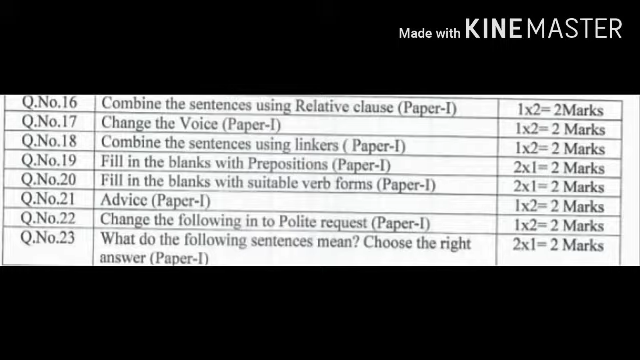 Made with KINEMASTER
Q.No.16 Combine the sentences using Relative clause (Paper-I) 1x2= 2Marks
Q.No.17 Change the Voice (Paper-I) 1x2= 2 Marks
Q.No.18 Combine the sentences using linkers ( Paper-I) 1x2= 2 Marks
Q.No.19 Fill in the blanks with Prepositions (Paper-I) 2x1= 2 Marks
Q.No.20 Fill in the blanks with suitable verb forms (Paper-I) 2x1= 2 Marks
Q.No.21 Advice (Paper-I) 1x2= 2 Marks
Q.No.22 Change the following in to Polite request (Paper-I) 1x2= 2 Marks
Q.No.23 What do the following sentences mean? Choose the right 2x1= 2 Marks
answer (Paper-I)